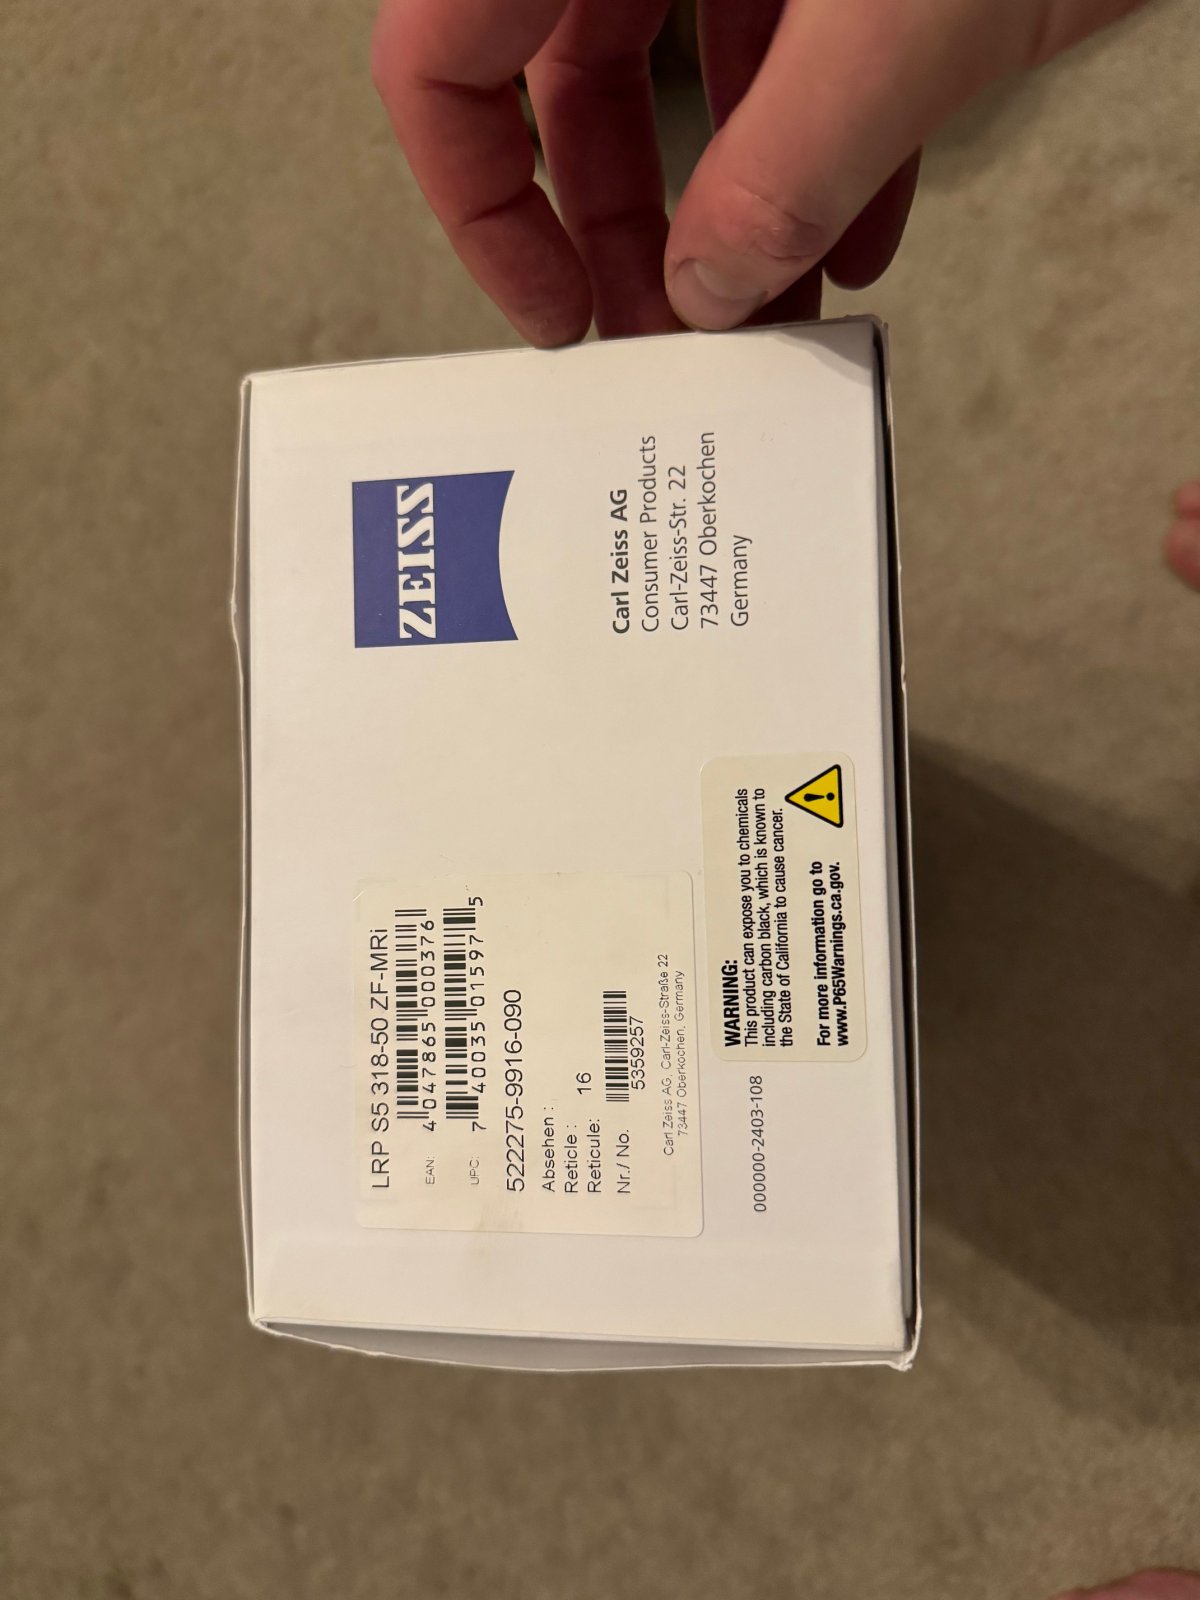 LRP S5 318-50 ZF-MRi
EAN:
4 047865 000376
UPC:
7 40035 01597 5
522275-9916-090
Absehen :
Reticle : 16
Reticule:
Nr./ No. 5359257
Carl Zeiss AG, Carl-Zeiss-Straße 22
73447 Oberkochen, Germany
ZEISS
Carl Zeiss AG
Consumer Products
Carl-Zeiss-Str. 22
73447 Oberkochen
Germany
000000-2403-108
WARNING:
This product can expose you to chemicals
including carbon black, which is known to
the State of California to cause cancer.
For more information go to
www.P65Warnings.ca.gov.